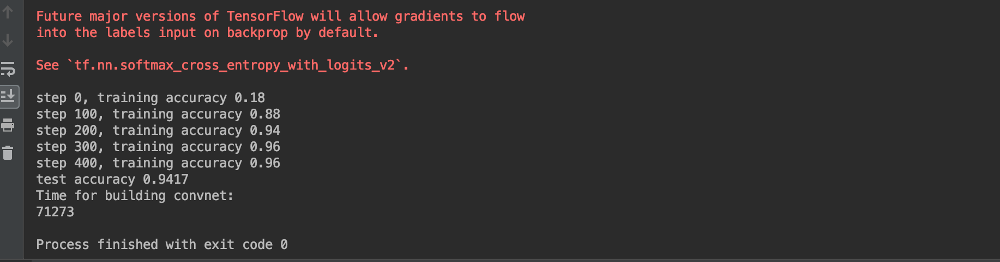 Future major versions of TensorFlow will allow gradients to flow
into the labels input on backprop by default.
See `tf.nn.softmax_cross_entropy_with_logits_v2`.
step 0, training accuracy 0.18
step 100, training accuracy 0.88
step 200, training accuracy 0.94
step 300, training accuracy 0.96
step 400, training accuracy 0.96
test accuracy 0.9417
Time for building convnet:
71273
Process finished with exit code 0